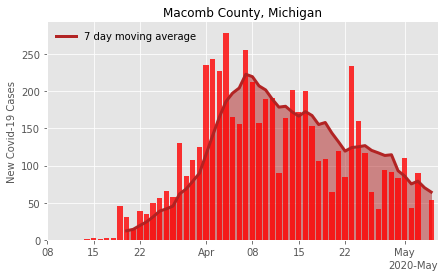 Macomb County, Michigan
7 day moving average
New Covid-19 Cases
250
200
150
100
50
0
08 15 22 Apr 08 15 22 May
2020-May